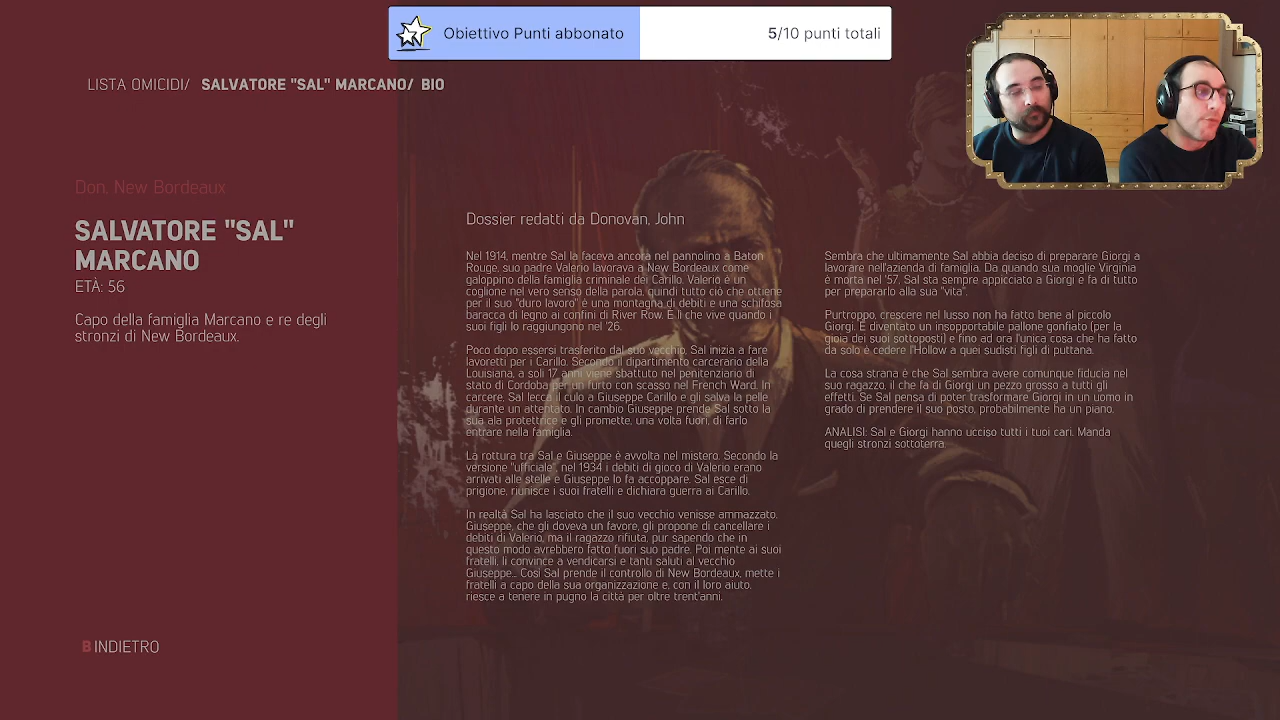 Obiettivo Punti abbonato
5/10 punti totali
LISTA OMICIDI/ SALVATORE "SAL" MARCANO/ BIO
Don, New Bordeaux
SALVATORE "SAL"
MARCANO
ETÀ: 56
Capo della famiglia Marcano e re degli
stronzi di New Bordeaux.
B INDIETRO
Dossier redatti da Donovan, John
Nel 1914, mentre Sal la faceva ancora nel pannolino a Baton
Rouge, suo padre Valerio lavorava a New Bordeaux come
galoppino della famiglia criminale dei Carillo. Valerio è un
coglione nel vero senso della parola, quindi tutto ciò che ottiene
per il suo "duro lavoro" è una montagna di debiti e una schifosa
baracca di legno ai confini di River Row. È lì che vive quando i
suoi figli lo raggiungono nel '26.
Poco dopo essersi trasferito dal suo vecchio, Sal inizia a fare
lavoretti per i Carillo. Secondo il dipartimento carcerario della
Louisiana, a soli 17 anni viene sbattuto nel penitenziario di
stato di Cordoba per un furto con scasso nel French Ward. In
carcere, Sal lecca il culo a Giuseppe Carillo e gli salva la pelle
durante un attentato. In cambio Giuseppe prende Sal sotto la
sua ala protettrice e gli promette, una volta fuori, di farlo
entrare nella famiglia.
La rottura tra Sal e Giuseppe è avvolta nel mistero. Secondo la
versione "ufficiale", nel 1934 i debiti di gioco di Valerio erano
arrivati alle stelle e Giuseppe lo fa accoppare. Sal esce di
prigione, riunisce i suoi fratelli e dichiara guerra ai Carillo.
In realtà Sal ha lasciato che il suo vecchio venisse ammazzato.
Giuseppe, che gli doveva un favore, gli propone di cancellare i
debiti di Valerio, ma il ragazzo rifiuta, pur sapendo che in
questo modo avrebbero fatto fuori suo padre. Poi mente ai suoi
fratelli, li convince a vendicarsi e tanti saluti al vecchio
Giuseppe... Così Sal prende il controllo di New Bordeaux, mette i
fratelli a capo della sua organizzazione e, con il loro aiuto,
riesce a tenere in pugno la città per oltre trent'anni.
Sembra che ultimamente Sal abbia deciso di preparare Giorgi a
lavorare nell'azienda di famiglia. Da quando sua moglie Virginia
è morta nel '57, Sal sta sempre appicciato a Giorgi e fa di tutto
per prepararlo alla sua "vita".
Purtroppo, crescere nel lusso non ha fatto bene al piccolo
Giorgi. È diventato un insopportabile pallone gonfiato (per la
gioia dei suoi sottoposti) e fino ad ora l'unica cosa che ha fatto
da solo è cedere l'Hollow a quei sudisti figli di puttana.
La cosa strana è che Sal sembra avere comunque fiducia nel
suo ragazzo, il che fa di Giorgi un pezzo grosso a tutti gli
effetti. Se Sal pensa di poter trasformare Giorgi in un uomo in
grado di prendere il suo posto, probabilmente ha un piano.
ANALISI: Sal e Giorgi hanno ucciso tutti i tuoi cari. Manda
quegli stronzi sottoterra.